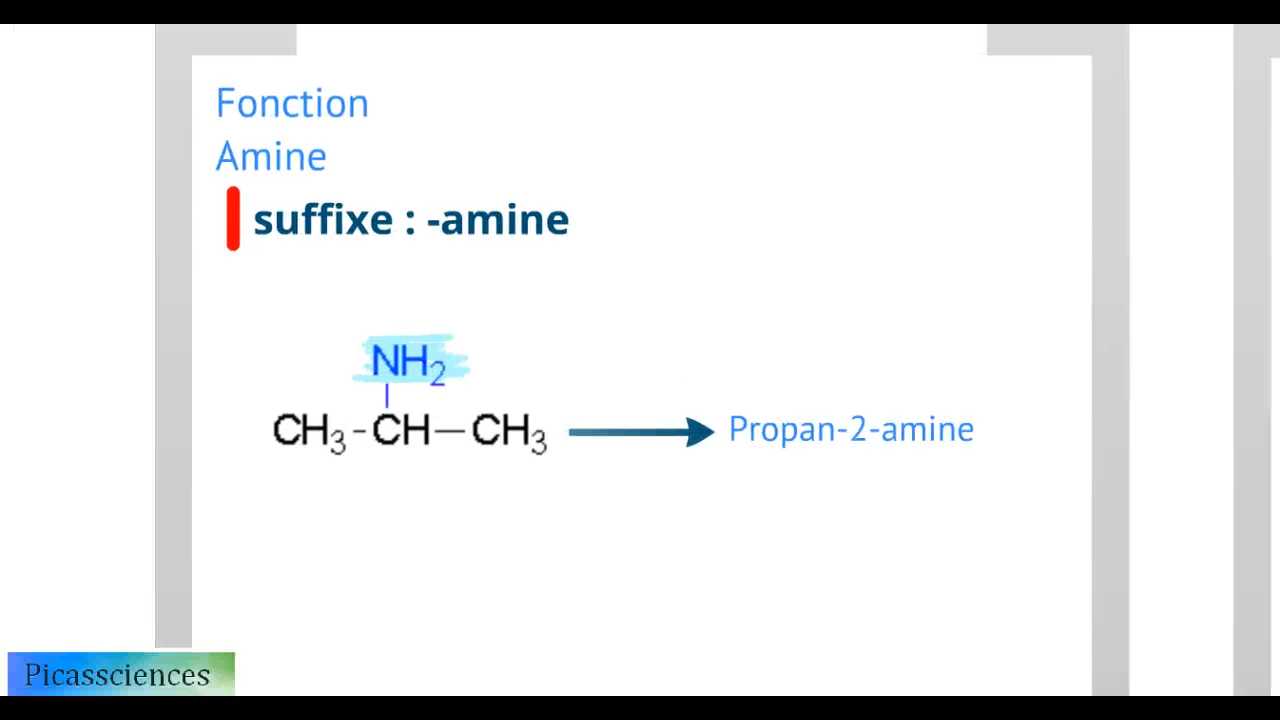 Fonction
Amine
suffixe : -amine
NH2
CH3-CH—CH3
Propan-2-amine
Picassciences